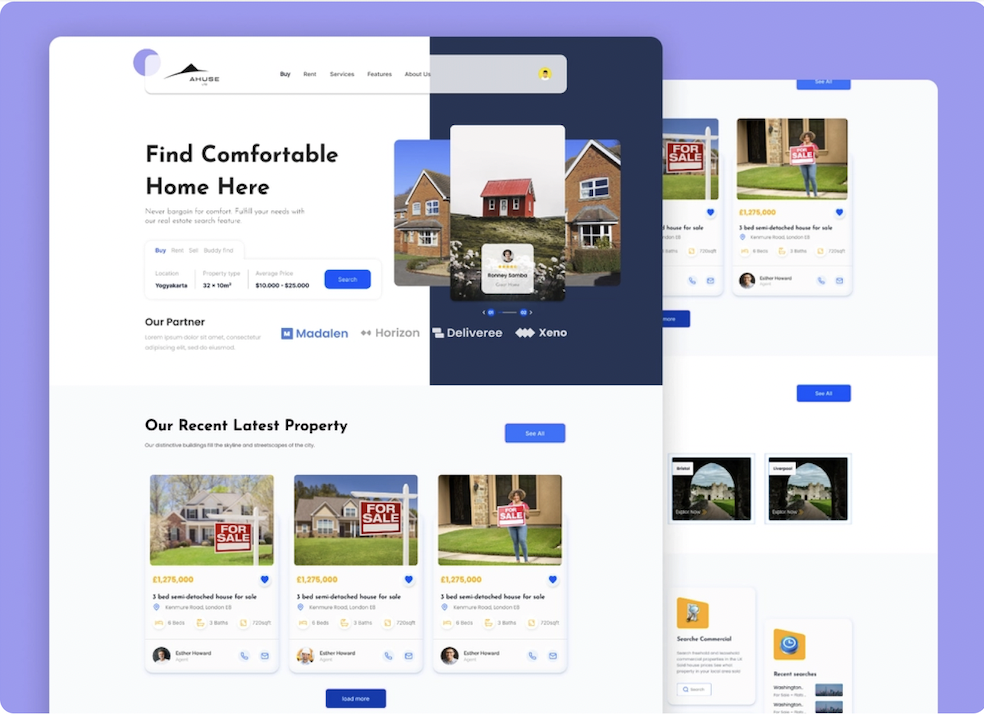 AHUSE
Buy Rent Services Features About Us
Find Comfortable
Home Here
Never bargain for comfort. Fulfill your needs with
our real estate search feature.
Buy Rent Sell Buddy find
Location Property type Average Price
Yogyakarta 32 × 10m² $10.000 - $25.000
Search
Ronney Samba
Our Partner
Lorem ipsum dolor sit amet, consectetur
adipiscing elit, sed do eiusmod.
Madalen Horizon Deliveree Xeno
Our Recent Latest Property
Our distinctive buildings fill the skyline and streetscapes of the city.
See All
FOR
SALE
£1,275,000
3 bed semi-detached house for sale
Kenmure Road, London E8
6 Beds 3 Baths 720sqft
Esther Howard
Agent
FOR
SALE
£1,275,000
3 bed semi-detached house for sale
Kenmure Road, London E8
6 Beds 3 Baths 720sqft
Esther Howard
Agent
FOR
SALE
£1,275,000
3 bed semi-detached house for sale
Kenmure Road, London E8
6 Beds 3 Baths 720sqft
Esther Howard
Agent
load more
See All
FOR
SALE
d house for sale
FOR
SALE
£1,275,000
3 bed semi-detached house for sale
Kenmure Road, London E8
6 Beds 3 Baths 720sqft
Esther Howard
Agent
more
See All
Bristol
Explor Now
Liverpool
Explor Now
Searche Commercial
Search
Recent searches
Washington,
Washington,